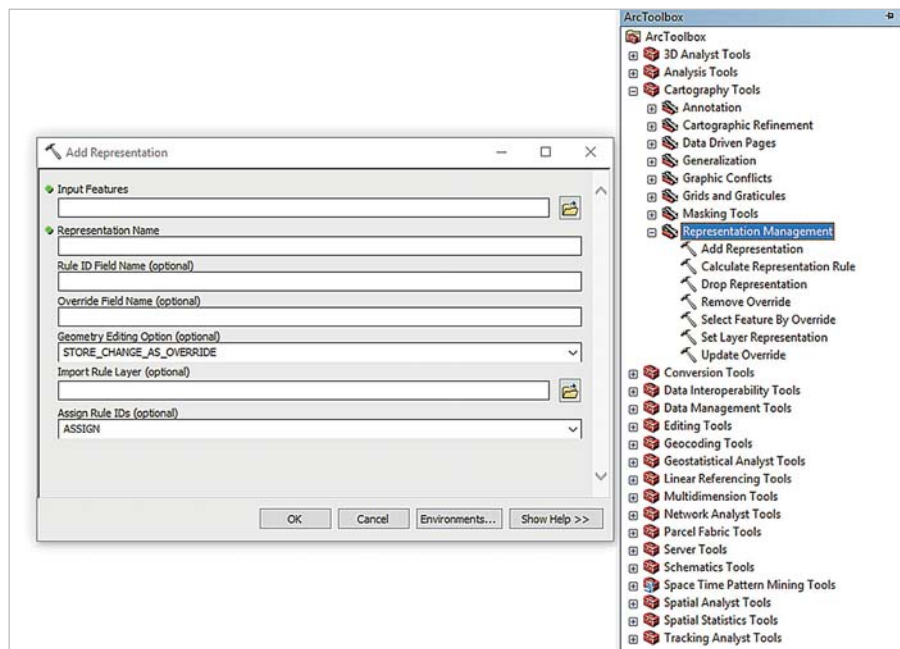 Add Representation
Input Features
Representation Name
Rule ID Field Name (optional)
Override Field Name (optional)
Geometry Editing Option (optional)
STORE_CHANGE_AS_OVERRIDE
Import Rule Layer (optional)
Assign Rule IDs (optional)
ASSIGN
OK
Cancel
Environments...
Show Help >>
ArcToolbox
ArcToolbox
3D Analyst Tools
Analysis Tools
Cartography Tools
Annotation
Cartographic Refinement
Data Driven Pages
Generalization
Graphic Conflicts
Grids and Graticules
Masking Tools
Representation Management
Add Representation
Calculate Representation Rule
Drop Representation
Remove Override
Select Feature By Override
Set Layer Representation
Update Override
Conversion Tools
Data Interoperability Tools
Data Management Tools
Editing Tools
Geocoding Tools
Geostatistical Analyst Tools
Linear Referencing Tools
Multidimension Tools
Network Analyst Tools
Parcel Fabric Tools
Server Tools
Schematics Tools
Space Time Pattern Mining Tools
Spatial Analyst Tools
Spatial Statistics Tools
Tracking Analyst Tools